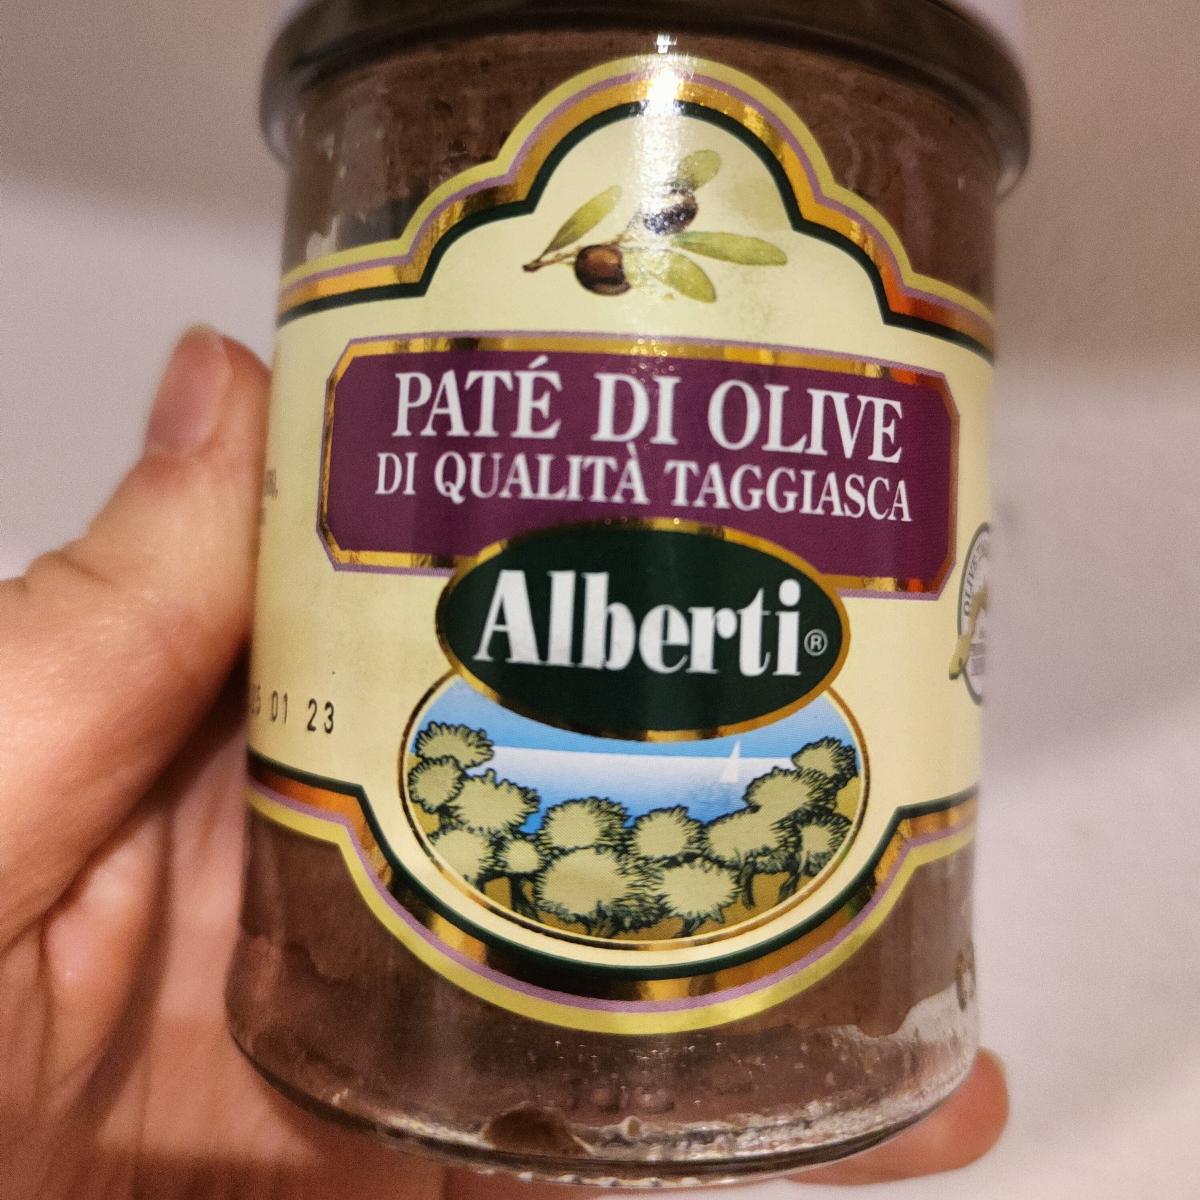 PATÉ DI OLIVE
DI QUALITÀ TAGGIASCA
Alberti®
01 23